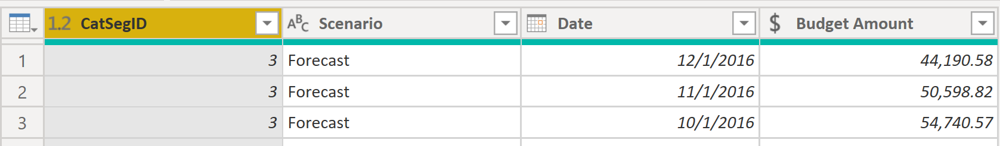 1.2 CatSegID ABC Scenario Date $ Budget Amount
1 3 Forecast 12/1/2016 44,190.58
2 3 Forecast 11/1/2016 50,598.82
3 3 Forecast 10/1/2016 54,740.57